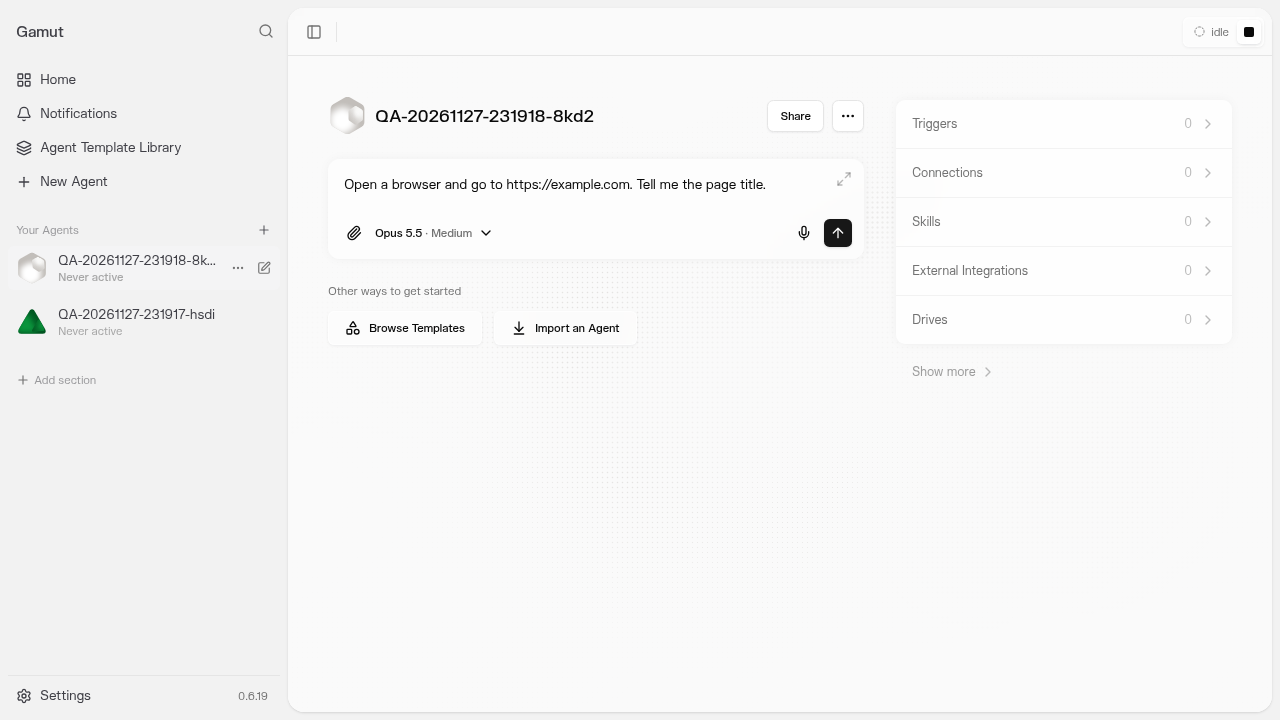 Gamut
Home
Notifications
Agent Template Library
New Agent
Your Agents
QA-20261127-231918-8k...
Never active
QA-20261127-231917-hsdi
Never active
Add section
Settings
0.6.19
idle
QA-20261127-231918-8kd2
Share
Open a browser and go to https://example.com. Tell me the page title.
Opus 5.5 · Medium
Other ways to get started
Browse Templates
Import an Agent
Triggers 0
Connections 0
Skills 0
External Integrations 0
Drives 0
Show more